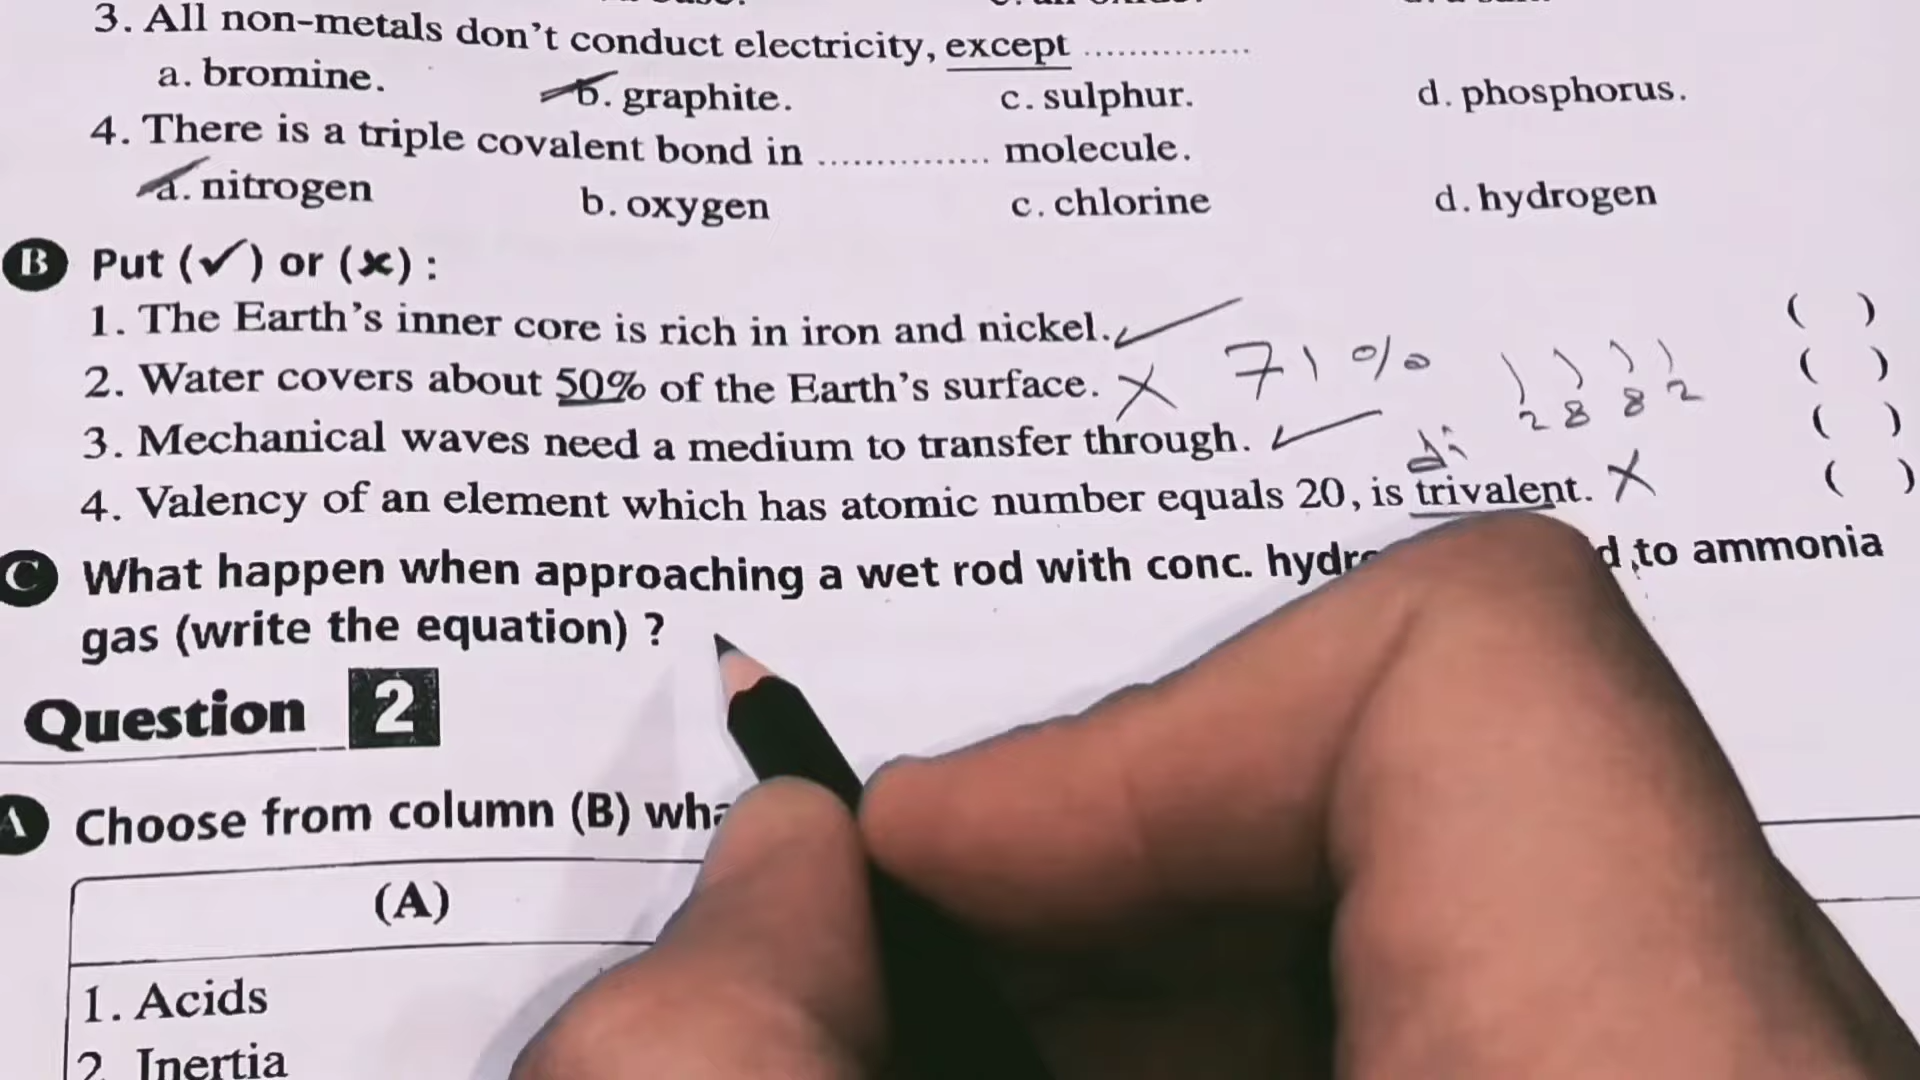 3. All non-metals don't conduct electricity, except ...............
a. bromine. b. graphite. c. sulphur. d. phosphorus.
4. There is a triple covalent bond in ............... molecule.
a. nitrogen b. oxygen c. chlorine d. hydrogen
B Put (✓) or (×) :
1. The Earth's inner core is rich in iron and nickel. ✓ ( )
2. Water covers about 50% of the Earth's surface. × 71% ( )
2 8 8 2
3. Mechanical waves need a medium to transfer through. ✓ ( )
di
4. Valency of an element which has atomic number equals 20, is trivalent. × ( )
C What happen when approaching a wet rod with conc. to ammonia
gas (write the equation) ?
Question 2
A Choose from column (B)
(A)
1. Acids
2. Inertia